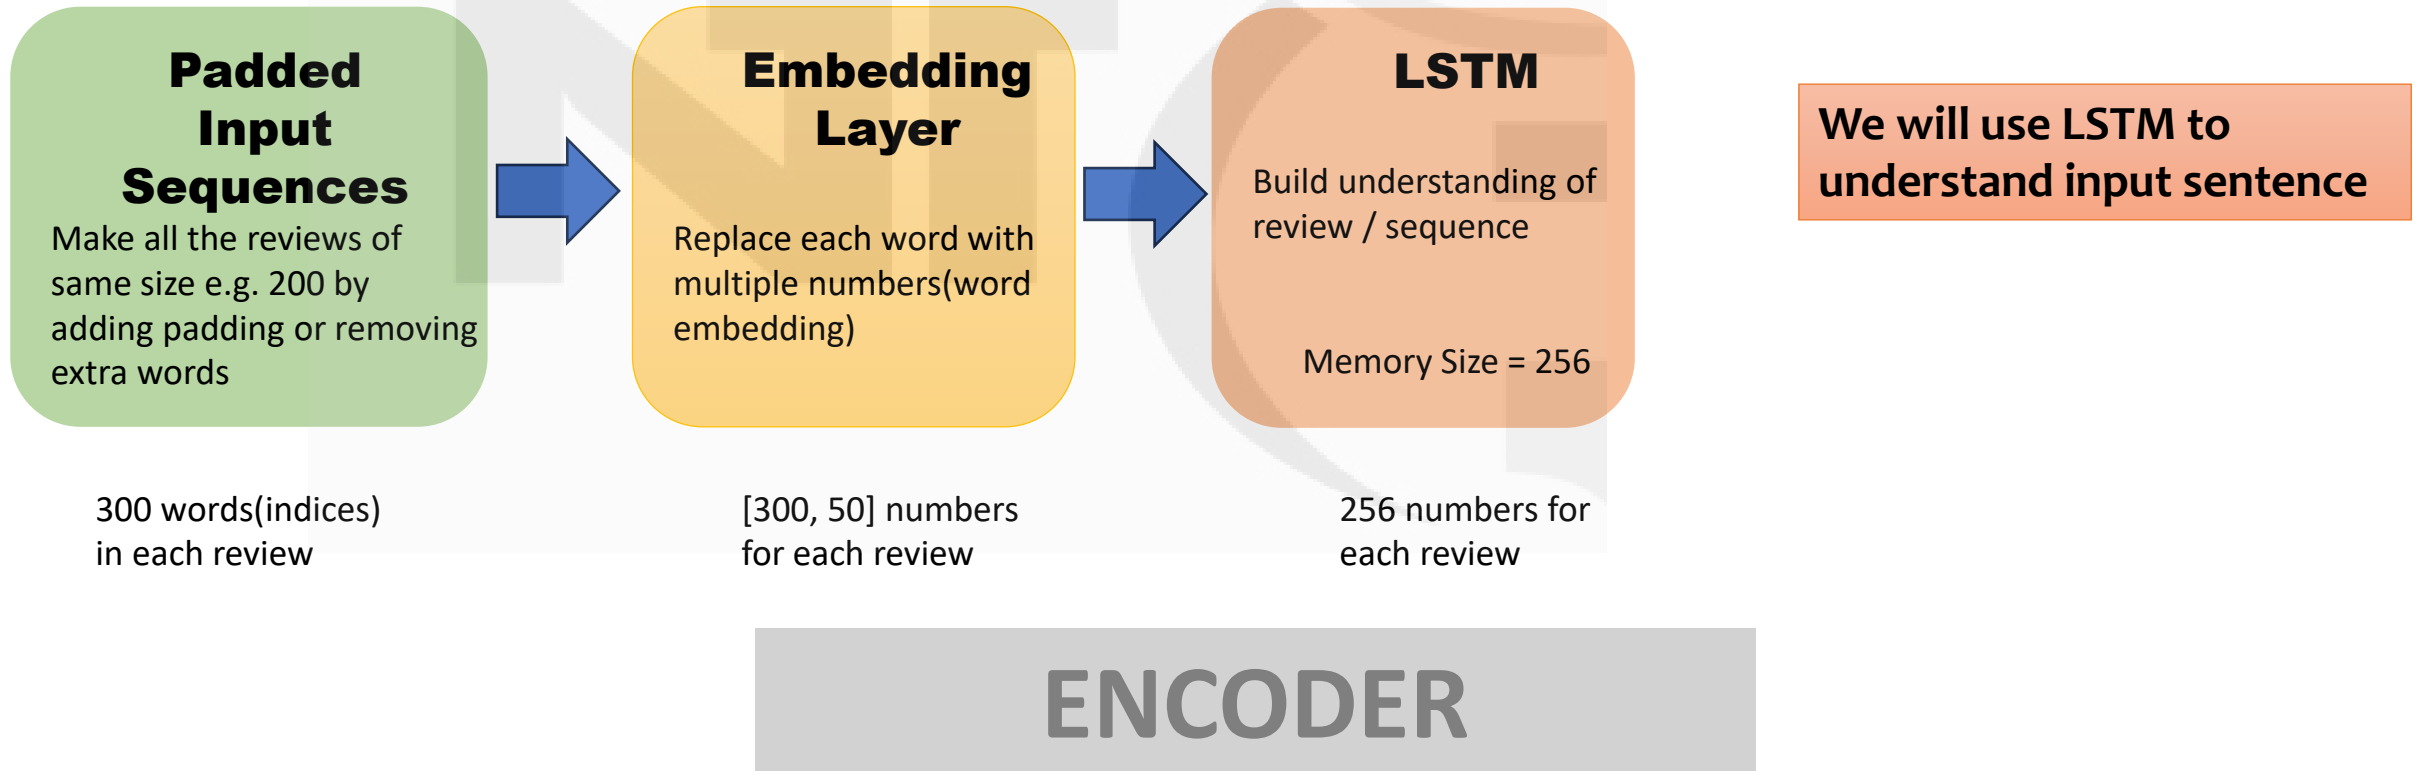 Padded
Input
Sequences
Make all the reviews of
same size e.g. 200 by
adding padding or removing
extra words
300 words(indices)
in each review
Embedding
Layer
Replace each word with
multiple numbers(word
embedding)
[300, 50] numbers
for each review
LSTM
Build understanding of
review / sequence
Memory Size = 256
256 numbers for
each review
We will use LSTM to
understand input sentence
ENCODER